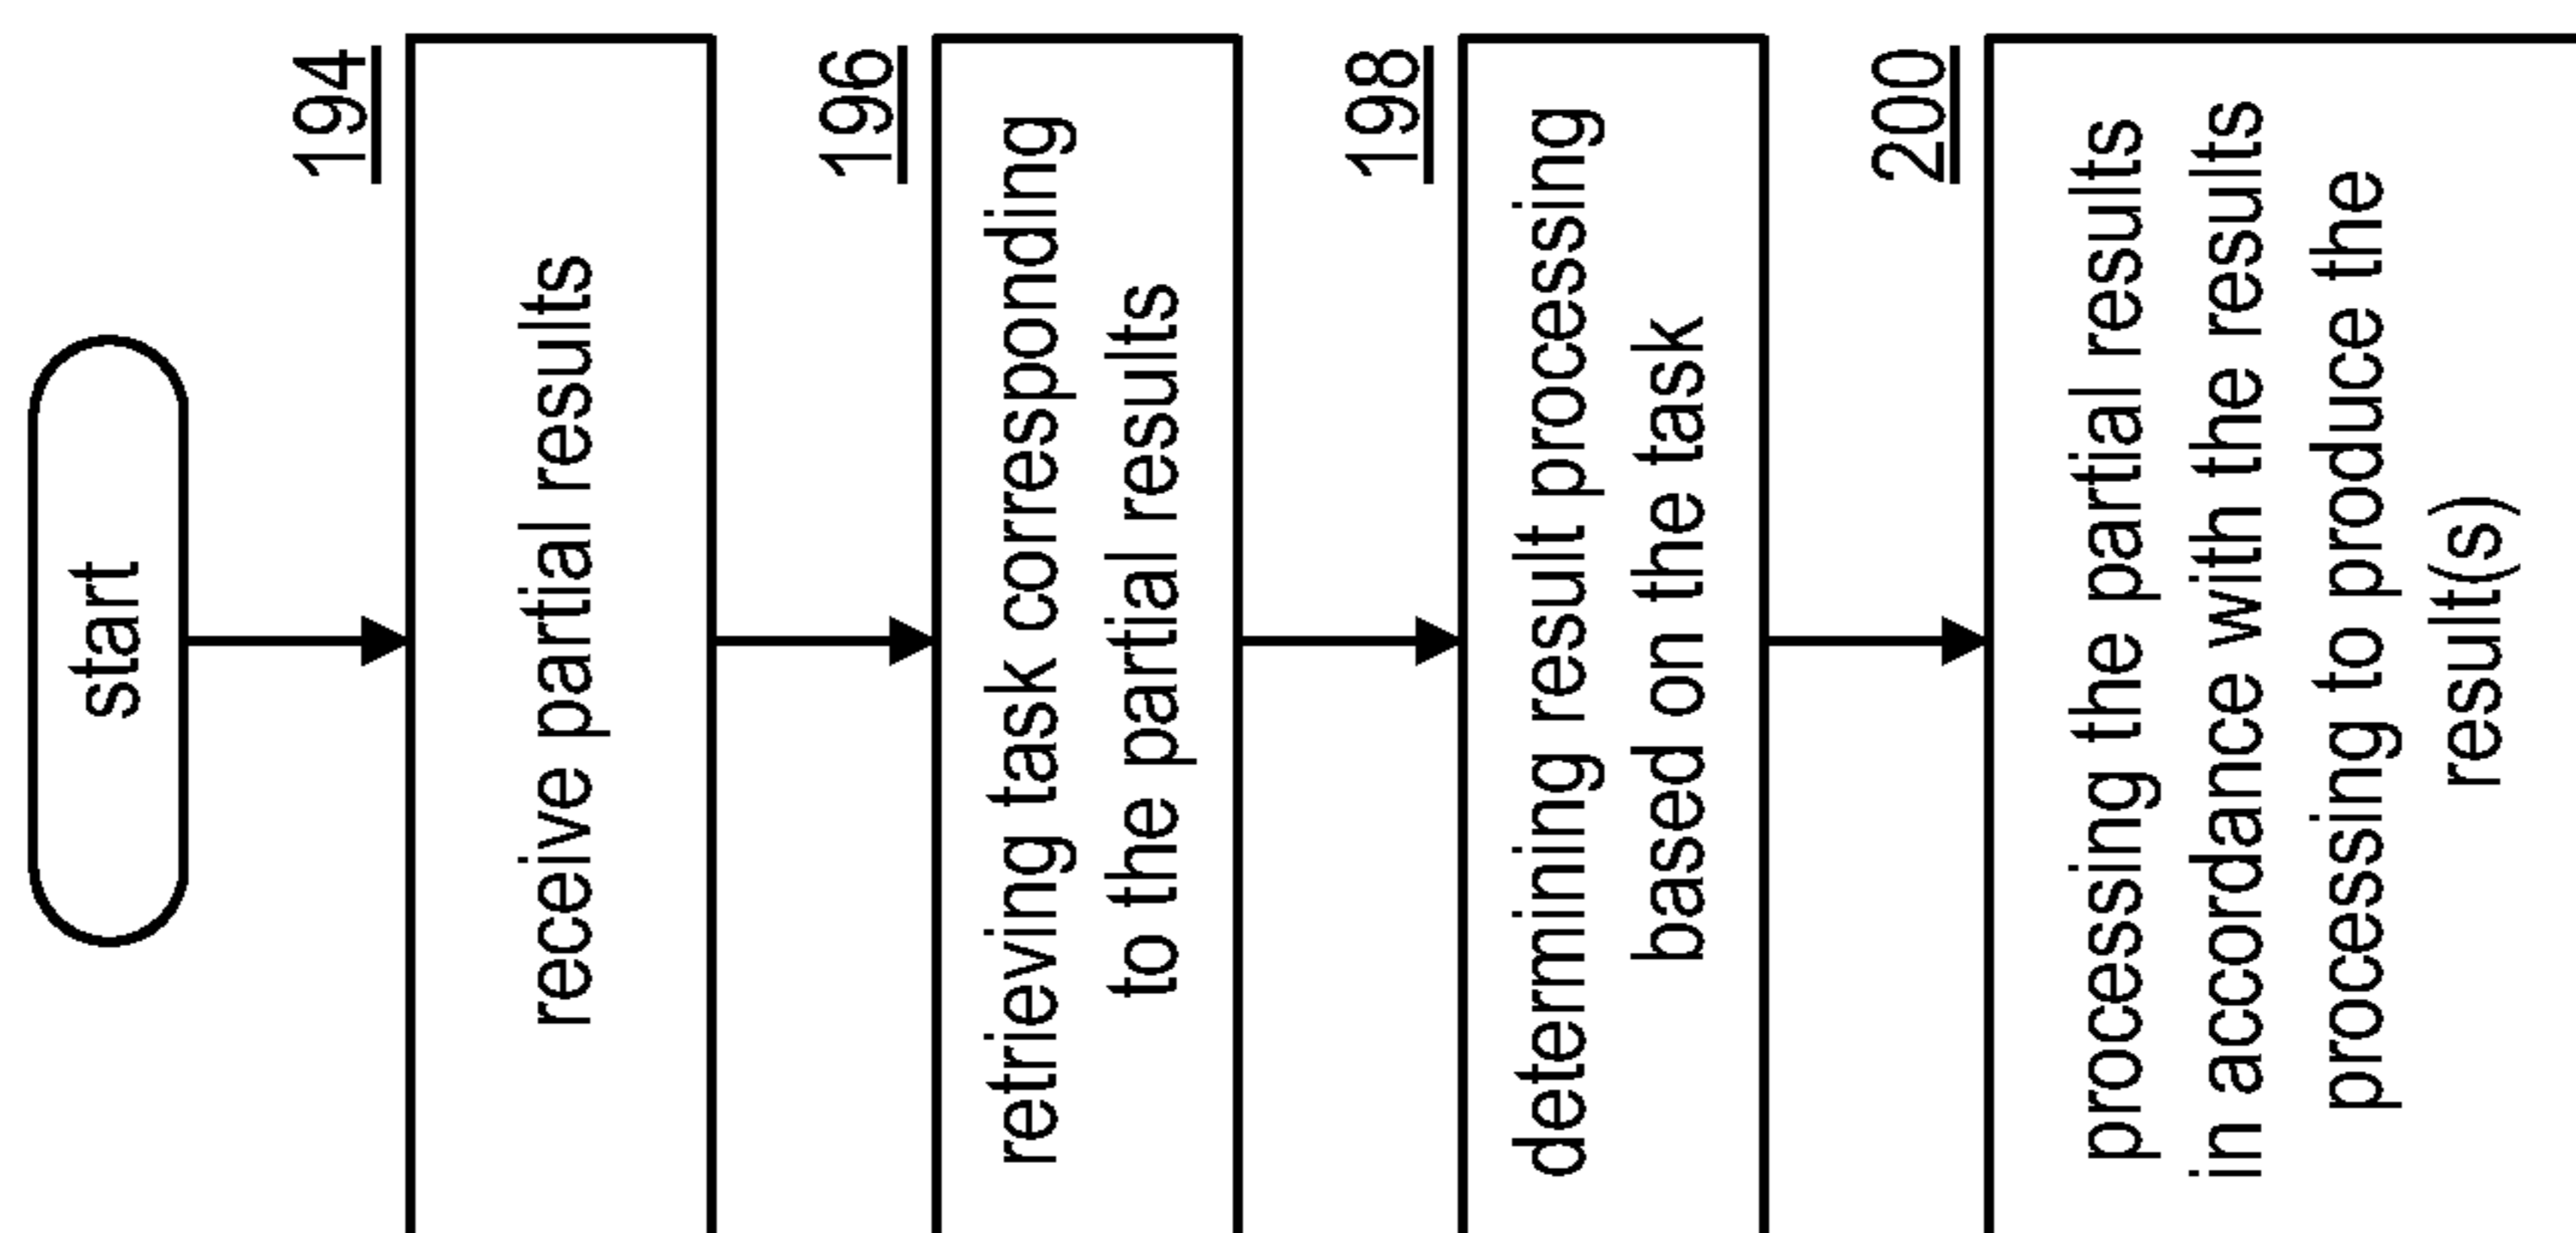 start
194
receive partial results
196
retrieving task corresponding
to the partial results
198
determining result processing
based on the task
200
processing the partial results
in accordance with the results
processing to produce the
result(s)